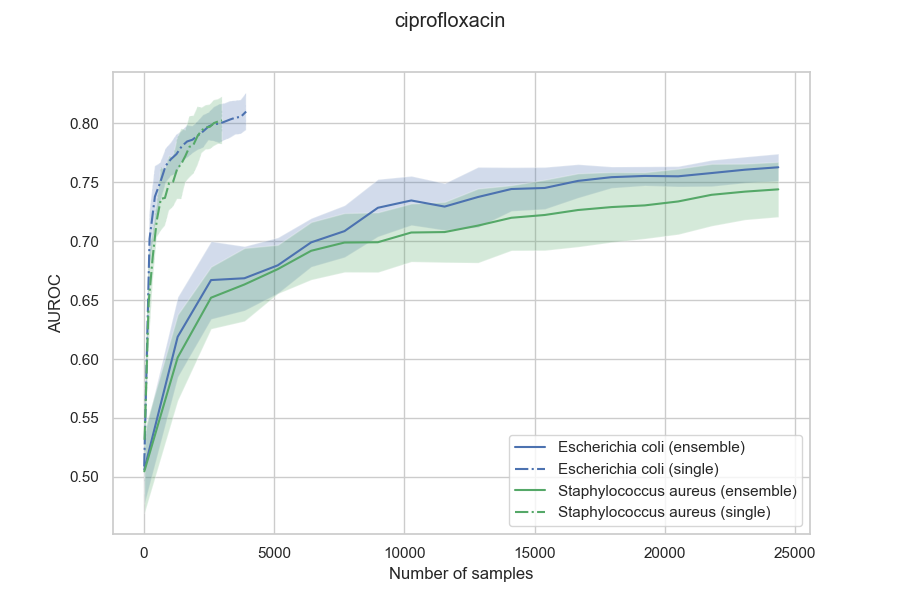 ciprofloxacin
0.80
0.75
0.70
0.65
0.60
0.55
0.50
AUROC
Escherichia coli (ensemble)
Escherichia coli (single)
Staphylococcus aureus (ensemble)
Staphylococcus aureus (single)
0 5000 10000 15000 20000 25000
Number of samples